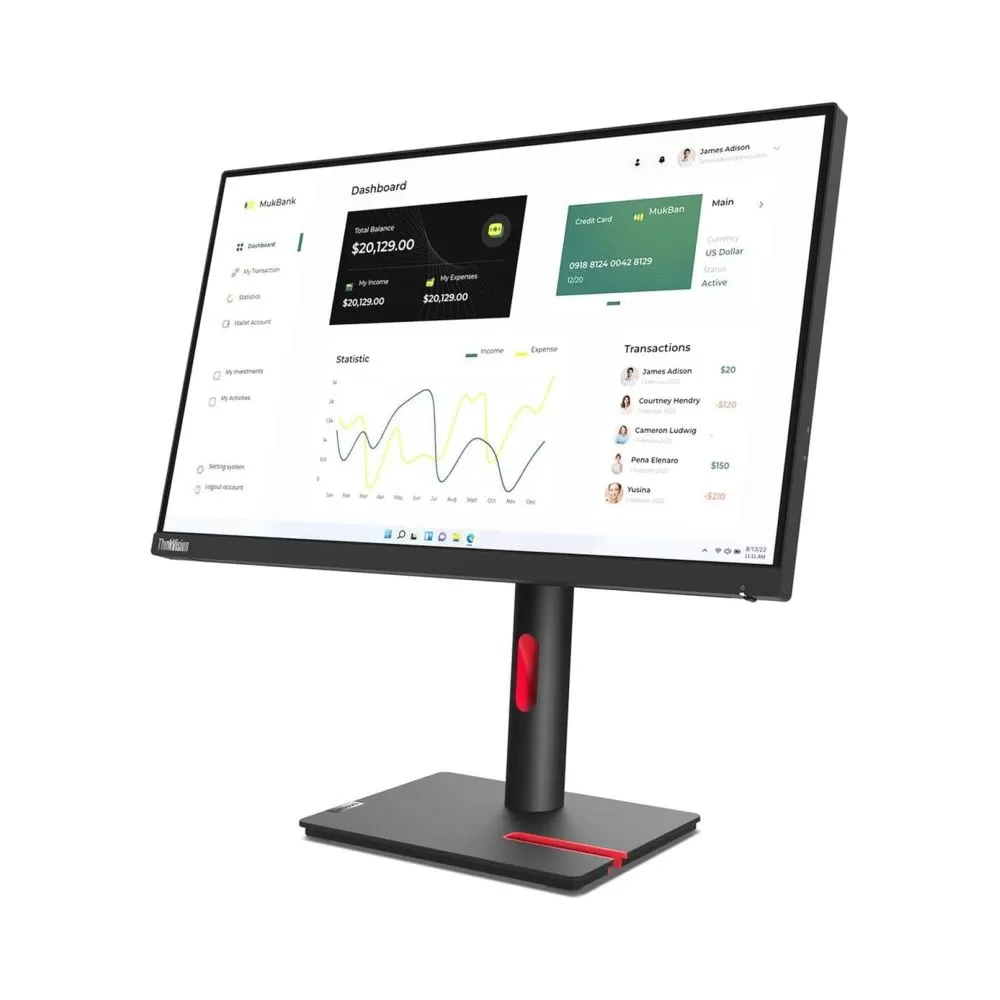 MukBank
Dashboard
My Transaction
Statistics
Wallet Account
My Investments
My Activities
Setting system
Logout account
Dashboard
Total Balance
$20,129.00
My Income
$20,129.00
My Expenses
$20,129.00
James Adison
Credit Card
MukBan
0918 8124 0042 8129
12/20
Main
Currency
US Dollar
Status
Active
Statistic
Income
Expense
Jan Feb Mar Apr May Jun Jul Aug Sept Oct Nov Dec
Transactions
James Adison
$20
Courtney Hendry
-$120
Cameron Ludwig
Pena Elenaro
$150
Yusina
-$210
8/12/22
11:11 AM
ThinkVision